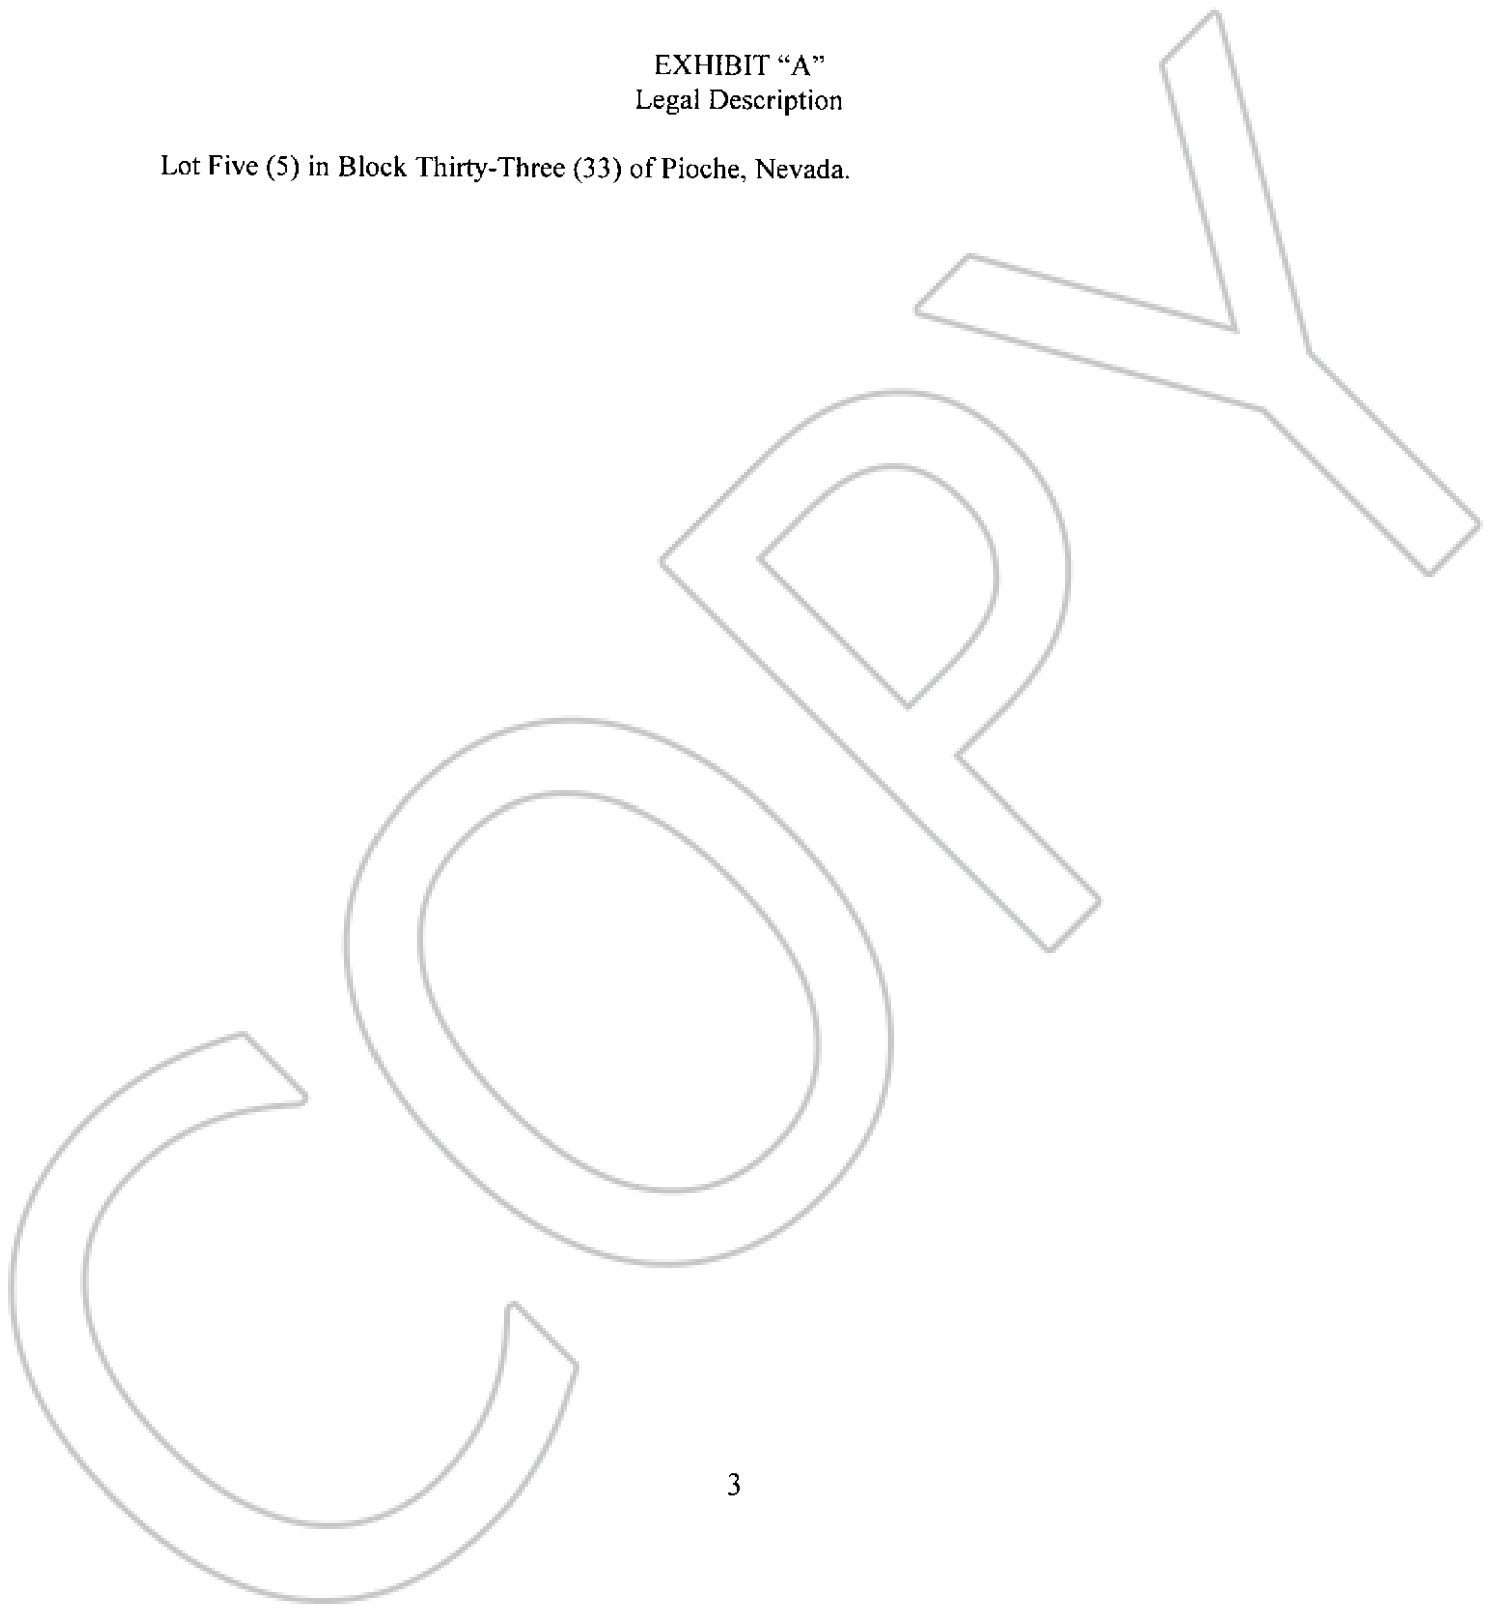 EXHIBIT “A”
Legal Description
Lot Five (5) in Block Thirty-Three (33) of Pioche, Nevada.
COPY
3